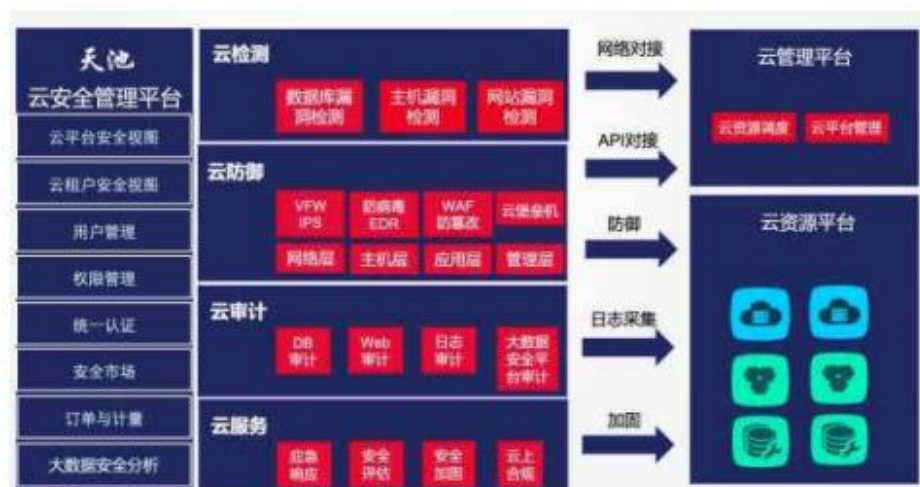 天池
云安全管理平台
云平台安全视图
云租户安全视图
用户管理
权限管理
统一认证
安全市场
订单与计量
大数据安全分析
云检测
数据库漏
洞检测
主机漏洞
检测
网站漏洞
检测
云防御
VFW
IPS
防病毒
EDR
WAF
防篡改
云堡垒机
网络层
主机层
应用层
管理层
云审计
DB
审计
Web
审计
日志
审计
大数据
安全平
台审计
云服务
应急
响应
安全
评估
安全
加固
云上
合规
网络对接
API对接
防御
日志采集
加固
云管理平台
云资源调度
云平台管理
云资源平台